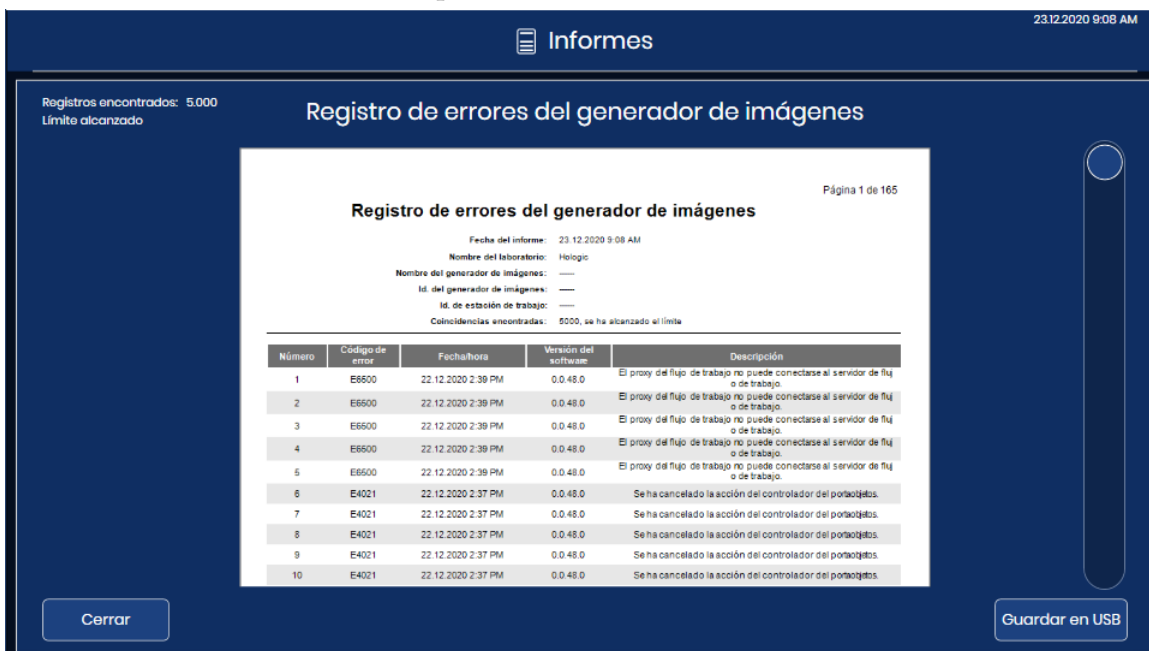 23.12.2020 9:08 AM
Informes
Registros encontrados: 5.000
Límite alcanzado
Registro de errores del generador de imágenes
Página 1 de 165
Registro de errores del generador de imágenes
Fecha del informe: 23.12.2020 9:08 AM
Nombre del laboratorio: Hologic
Nombre del generador de imágenes: -----
Id. del generador de imágenes: -----
Id. de estación de trabajo: -----
Coincidencias encontradas: 5000, se ha alcanzado el límite
Número Código de error Fecha/hora Versión del software Descripción
1 E6500 22.12.2020 2:39 PM 0.0.48.0 El proxy del flujo de trabajo no puede conectarse al servidor de fluj
o de trabajo.
2 E6500 22.12.2020 2:39 PM 0.0.48.0 El proxy del flujo de trabajo no puede conectarse al servidor de fluj
o de trabajo.
3 E6500 22.12.2020 2:39 PM 0.0.48.0 El proxy del flujo de trabajo no puede conectarse al servidor de fluj
o de trabajo.
4 E6500 22.12.2020 2:39 PM 0.0.48.0 El proxy del flujo de trabajo no puede conectarse al servidor de fluj
o de trabajo.
5 E6500 22.12.2020 2:39 PM 0.0.48.0 El proxy del flujo de trabajo no puede conectarse al servidor de fluj
o de trabajo.
6 E4021 22.12.2020 2:37 PM 0.0.48.0 Se ha cancelado la acción del controlador del portaobjetos.
7 E4021 22.12.2020 2:37 PM 0.0.48.0 Se ha cancelado la acción del controlador del portaobjetos.
8 E4021 22.12.2020 2:37 PM 0.0.48.0 Se ha cancelado la acción del controlador del portaobjetos.
9 E4021 22.12.2020 2:37 PM 0.0.48.0 Se ha cancelado la acción del controlador del portaobjetos.
10 E4021 22.12.2020 2:37 PM 0.0.48.0 Se ha cancelado la acción del controlador del portaobjetos.
Cerrar
Guardar en USB